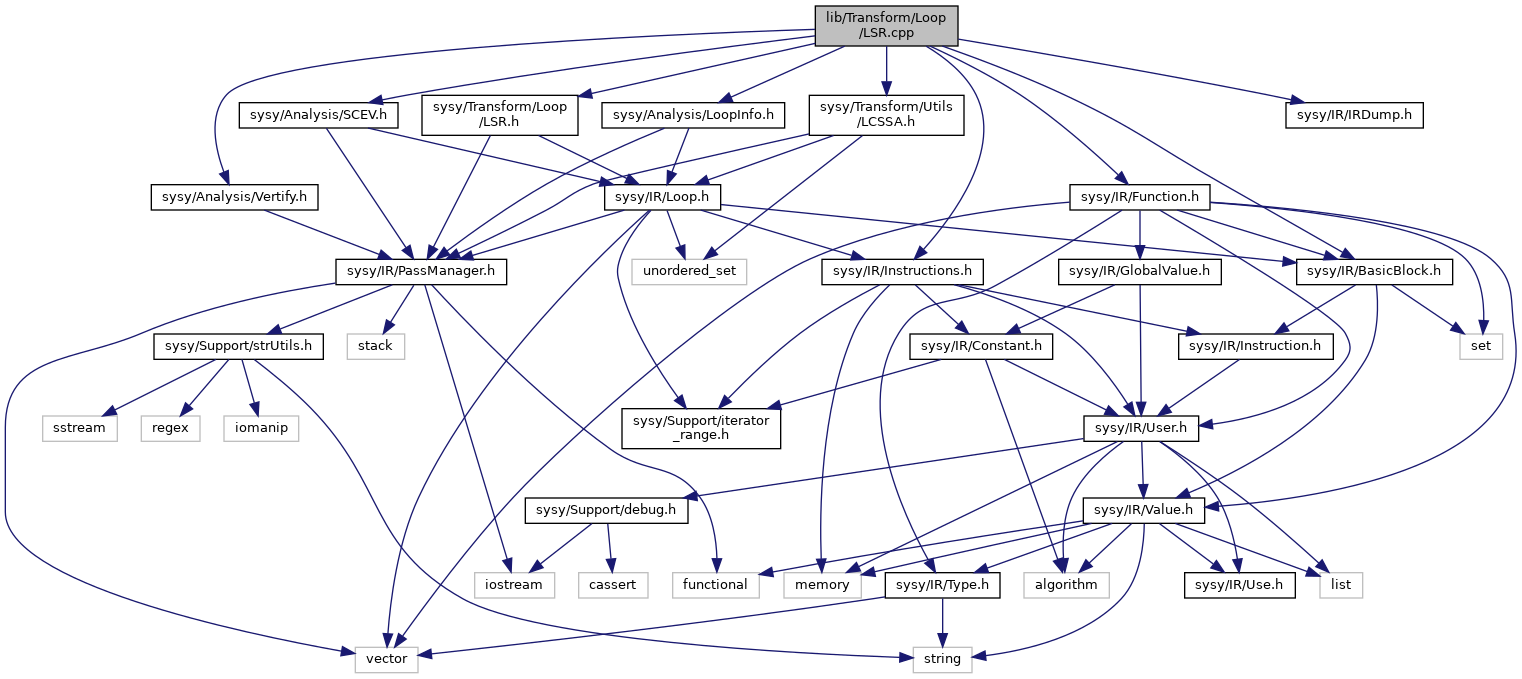 lib/Transform/Loop
/LSR.cpp
sysy/Analysis/SCEV.h
sysy/Transform/Loop
/LSR.h
sysy/Analysis/LoopInfo.h
sysy/Transform/Utils
/LCSSA.h
sysy/IR/IRDump.h
sysy/Analysis/Vertify.h
sysy/IR/Loop.h
sysy/IR/Function.h
sysy/IR/PassManager.h
unordered_set
sysy/IR/Instructions.h
sysy/IR/GlobalValue.h
sysy/IR/BasicBlock.h
sysy/Support/strUtils.h
stack
sysy/IR/Constant.h
sysy/IR/Instruction.h
set
sstream
regex
iomanip
sysy/Support/iterator
_range.h
sysy/IR/User.h
sysy/Support/debug.h
sysy/IR/Value.h
iostream
cassert
functional
memory
sysy/IR/Type.h
algorithm
sysy/IR/Use.h
list
vector
string